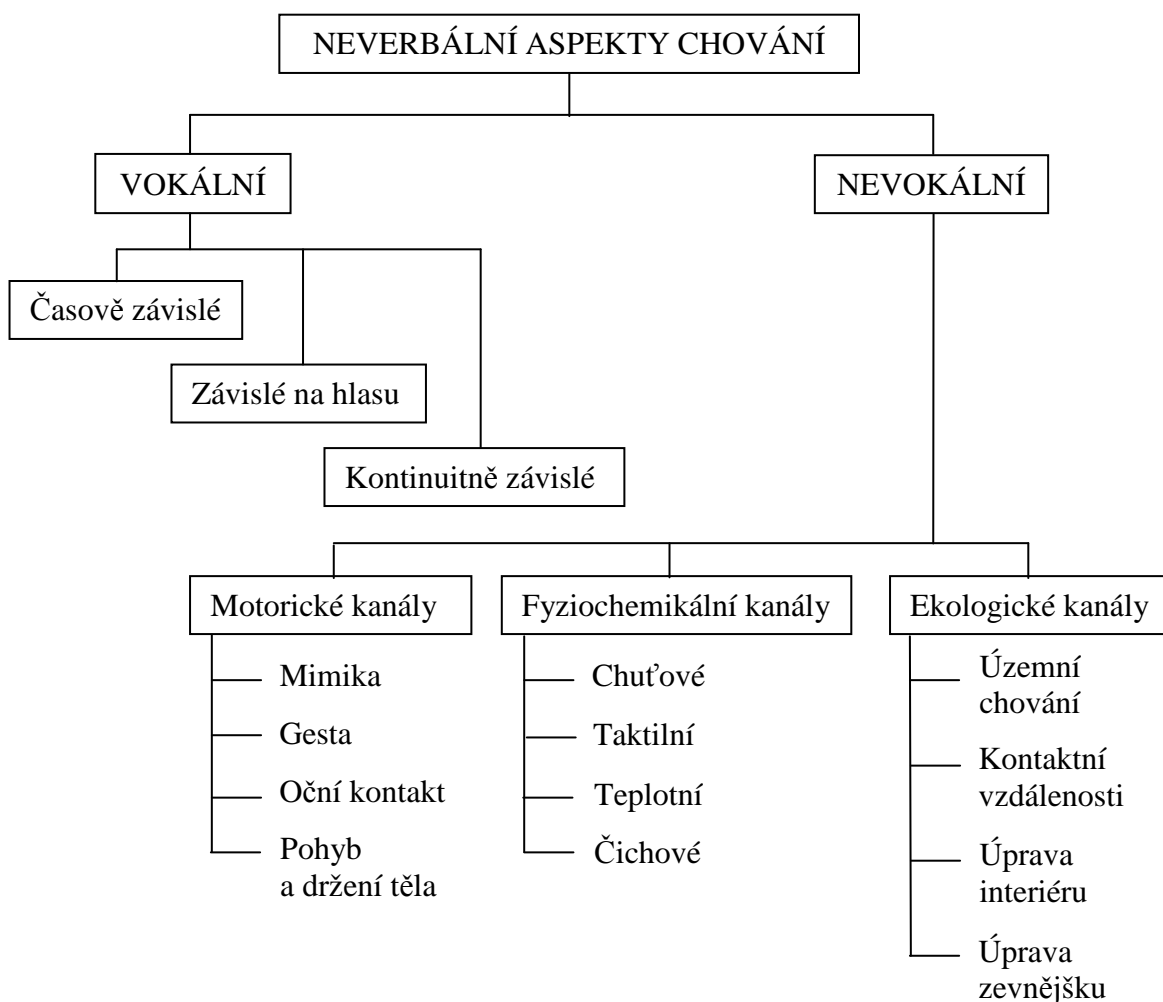 NEVERBÁLNÍ ASPEKTY CHOVÁNÍ
VOKÁLNÍ
NEVOKÁLNÍ
Časově závislé
Závislé na hlasu
Kontinuitně závislé
Motorické kanály
Mimika
Gesta
Oční kontakt
Pohyb
a držení těla
Fyziochemikální kanály
Chuťové
Taktilní
Teplotní
Čichové
Ekologické kanály
Územní
chování
Kontaktní
vzdálenosti
Úprava
interiéru
Úprava
zevnějšku